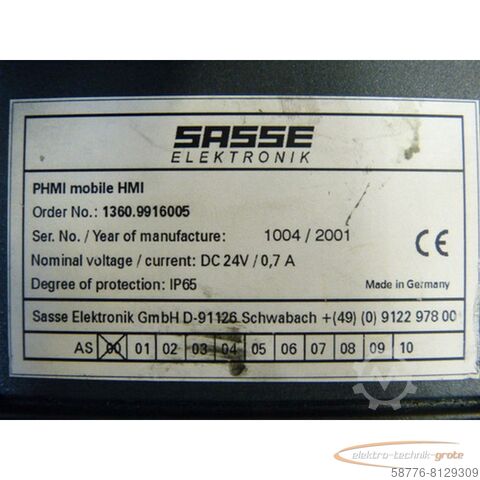 SASSE
ELEKTRONIK
PHMI mobile HMI
Order No.: 1360.9916005
Ser. No. / Year of manufacture: 1004 / 2001
Nominal voltage / current: DC 24V / 0,7 A
Degree of protection: IP65
CE
Made in Germany
Sasse Elektronik GmbH D-91126 Schwabach +(49) (0) 9122 978 00
AS 00 01 02 03 04 05 06 07 08 09 10
elektro-technik-grote
58776-8129309